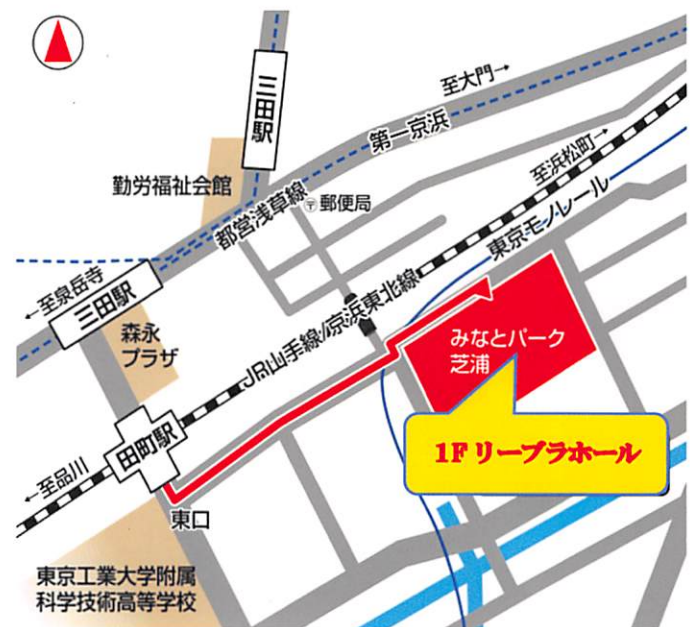 三田駅
至大門→
第一京浜
至浜松町→
勤労福祉会館
〒郵便局
都営浅草線
東京モノレール
←至泉岳寺
三田駅
森永
プラザ
JR山手線/京浜東北線
みなとパーク
芝浦
田町駅
1Fリーブラホール
←至品川
東口
東京工業大学附属
科学技術高等学校